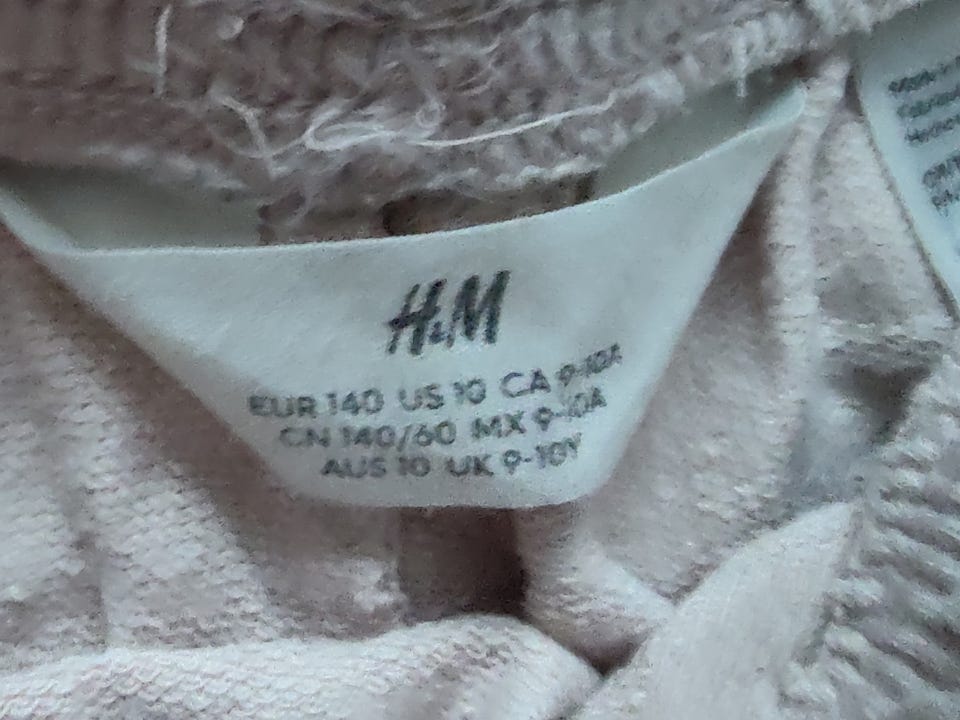 H&M
EUR 140 US 10 CA 9-10A
CN 140/60 MX 9-10A
AUS 10 UK 9-10Y